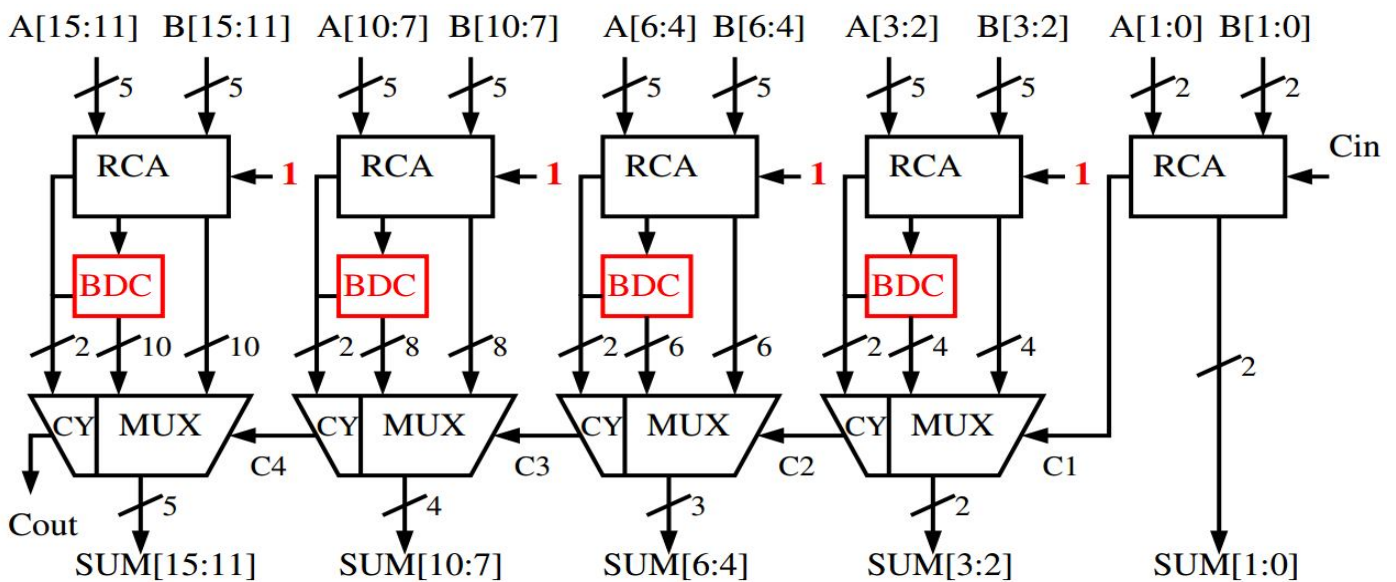 A[15:11] B[15:11] A[10:7] B[10:7] A[6:4] B[6:4] A[3:2] B[3:2] A[1:0] B[1:0]
5 5 5 5 5 5 5 5 2 2
RCA 1 RCA 1 RCA 1 RCA 1 RCA Cin
BDC BDC BDC BDC
2 10 10 2 8 8 2 6 6 2 4 4 2
CY MUX C4 CY MUX C3 CY MUX C2 CY MUX C1
5 4 3 2
Cout
SUM[15:11] SUM[10:7] SUM[6:4] SUM[3:2] SUM[1:0]